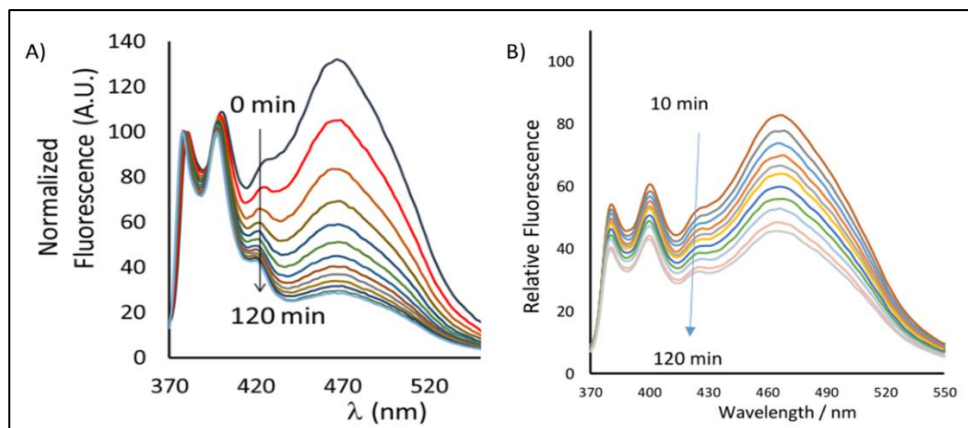 A)
Normalized
Fluorescence (A.U.)
140
120
100
80
60
40
20
0
0 min
120 min
370 420 470 520
λ (nm)
B)
Relative Fluorescence
100
80
60
40
20
0
10 min
120 min
370 400 430 460 490 520 550
Wavelength / nm